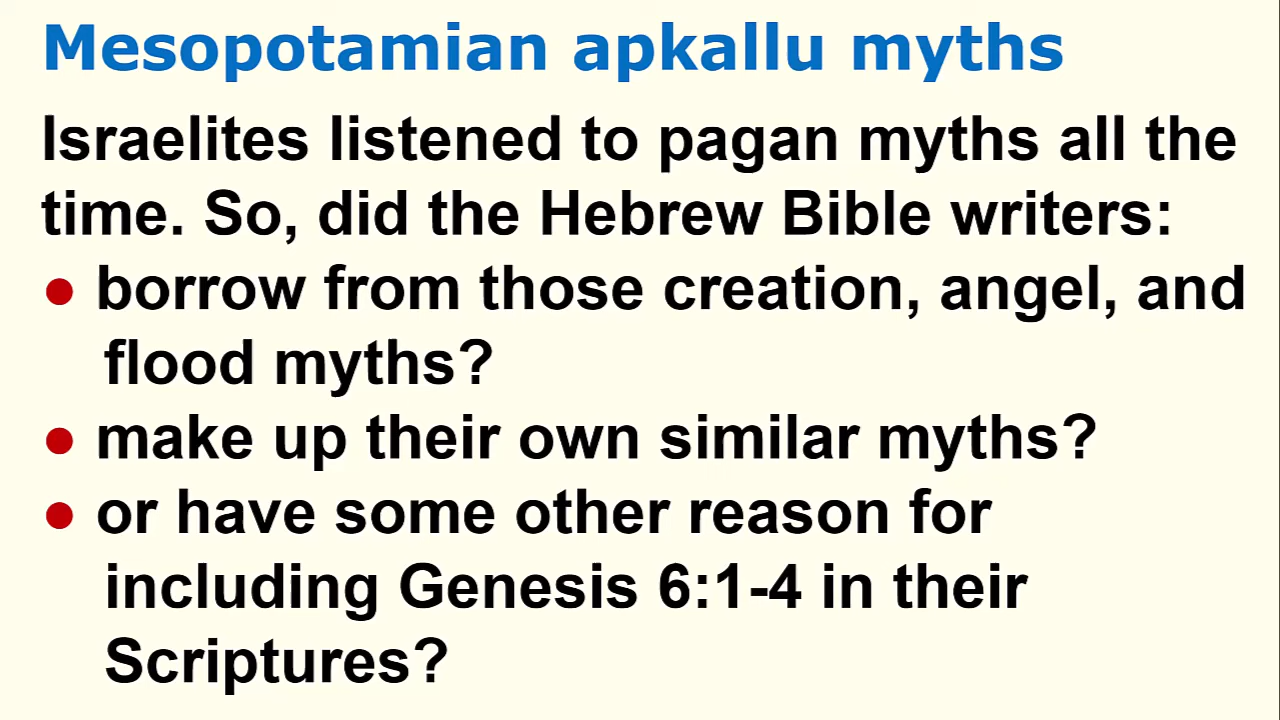 Mesopotamian apkallu myths
Israelites listened to pagan myths all the
time. So, did the Hebrew Bible writers:
● borrow from those creation, angel, and
flood myths?
● make up their own similar myths?
● or have some other reason for
including Genesis 6:1-4 in their
Scriptures?